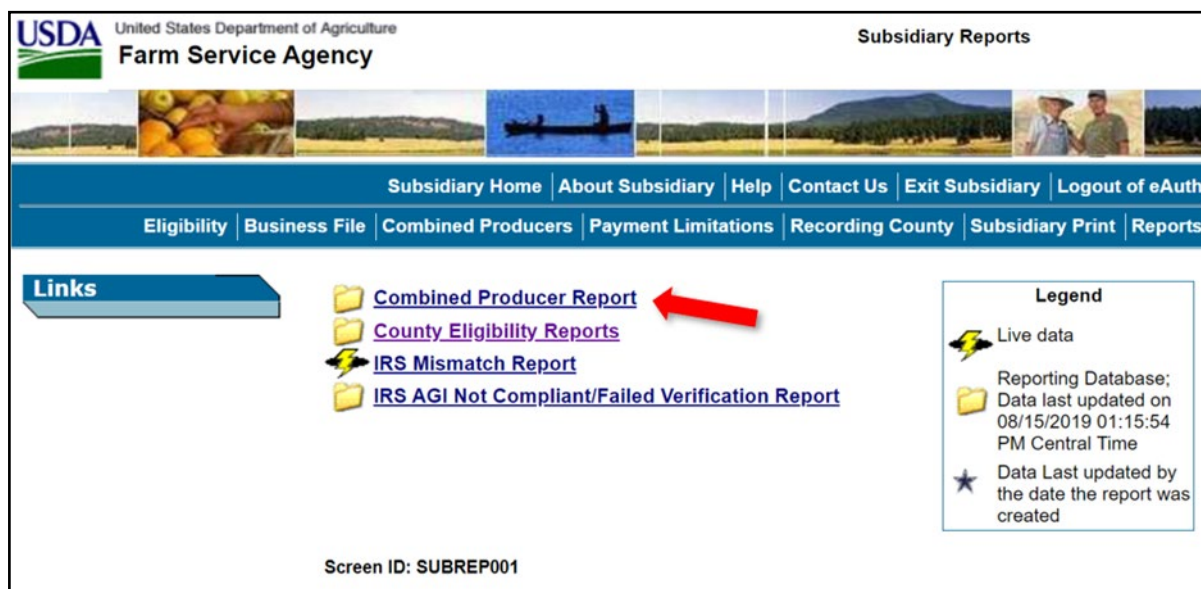 USDA
United States Department of Agriculture
Farm Service Agency
Subsidiary Reports
Subsidiary Home | About Subsidiary | Help | Contact Us | Exit Subsidiary | Logout of eAuth
Eligibility | Business File | Combined Producers | Payment Limitations | Recording County | Subsidiary Print | Reports
Links
Combined Producer Report
County Eligibility Reports
IRS Mismatch Report
IRS AGI Not Compliant/Failed Verification Report
Legend
Live data
Reporting Database;
Data last updated on
08/15/2019 01:15:54
PM Central Time
Data Last updated by
the date the report was
created
Screen ID: SUBREP001